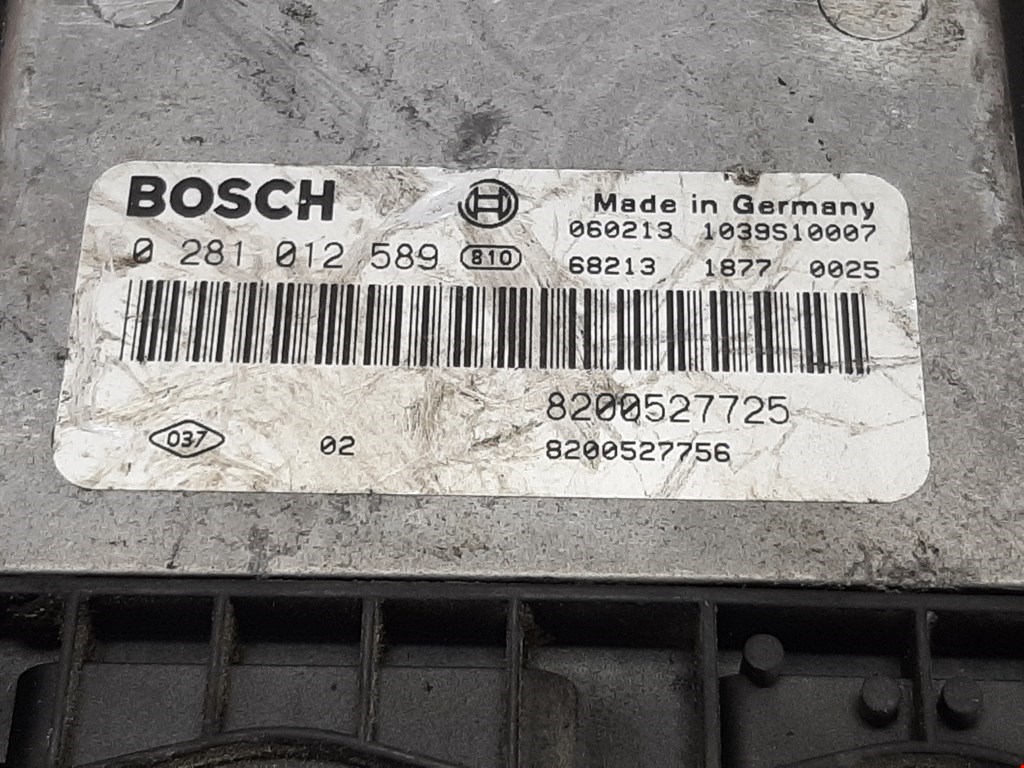 BOSCH
Made in Germany
060213 1039S10007
0 281 012 589 810
68213 1877 0025
8200527725
037 02 8200527756